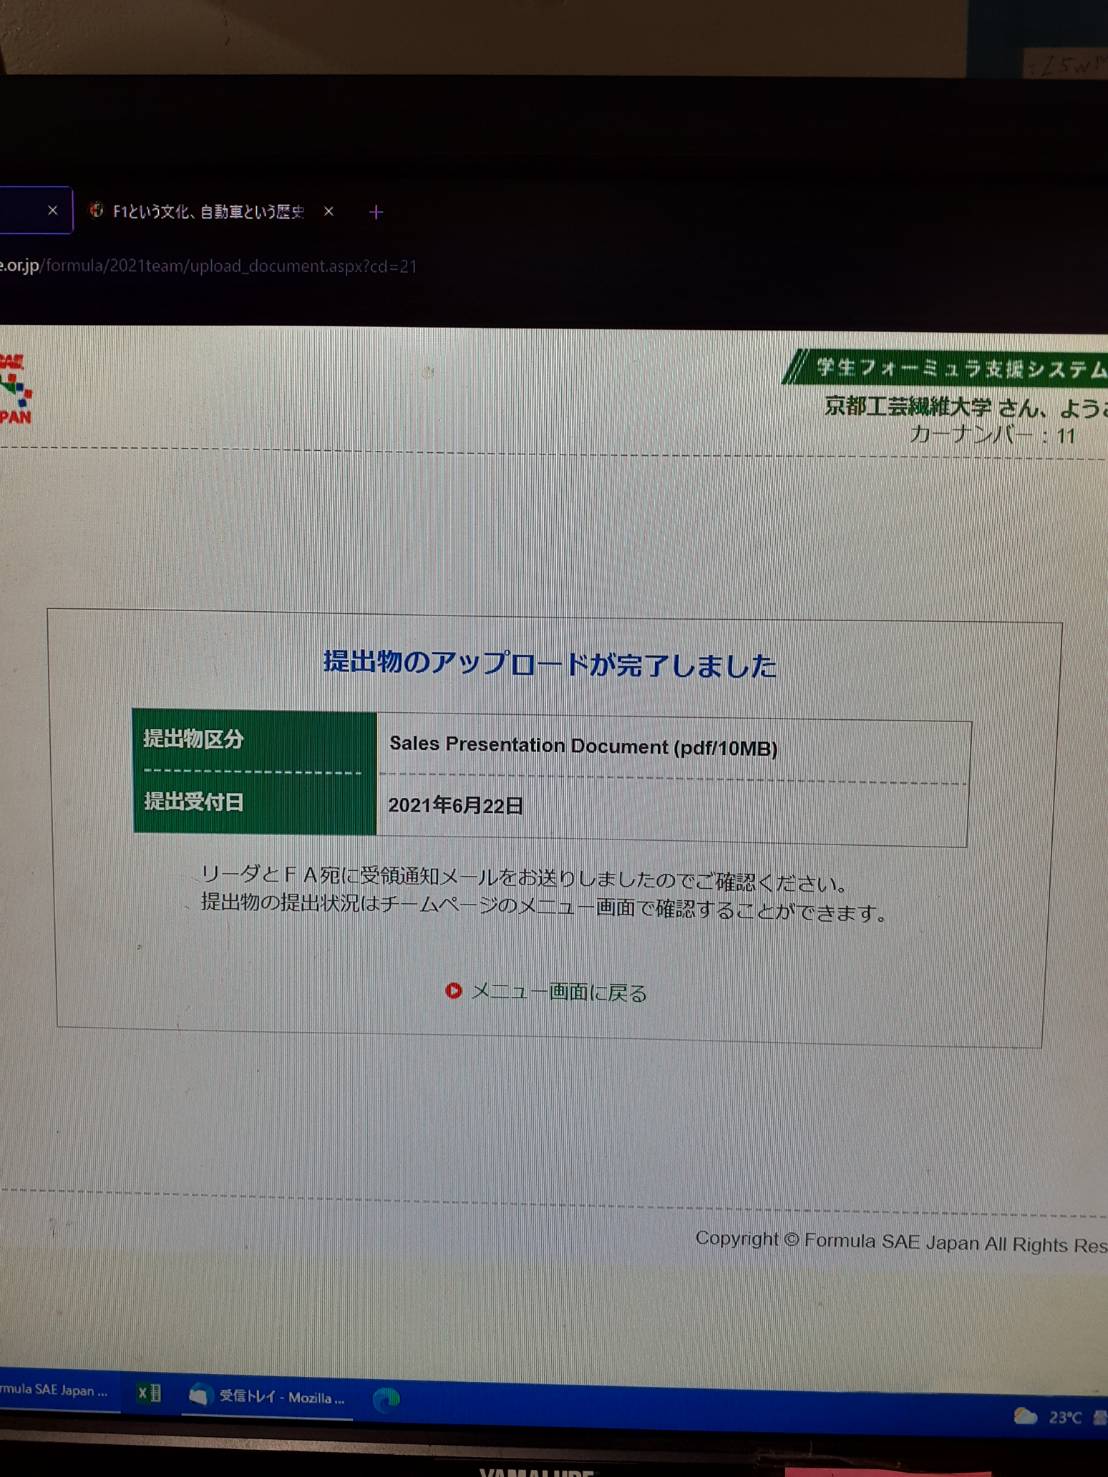 F1という文化、自動車という歴史
e.or.jp/formula/2021team/upload_document.aspx?cd=21
SAE
PAN
学生フォーミュラ支援システム
京都工芸繊維大学 さん、よう
カーナンバー：11
提出物のアップロードが完了しました
提出物区分
Sales Presentation Document (pdf/10MB)
提出受付日
2021年6月22日
リーダとＦＡ宛に受領通知メールをお送りしましたのでご確認ください。
提出物の提出状況はチームページのメニュー画面で確認することができます。
メニュー画面に戻る
Copyright © Formula SAE Japan All Rights Res
rmula SAE Japan ...
受信トレイ - Mozilla ...
23℃
YAMALUBE